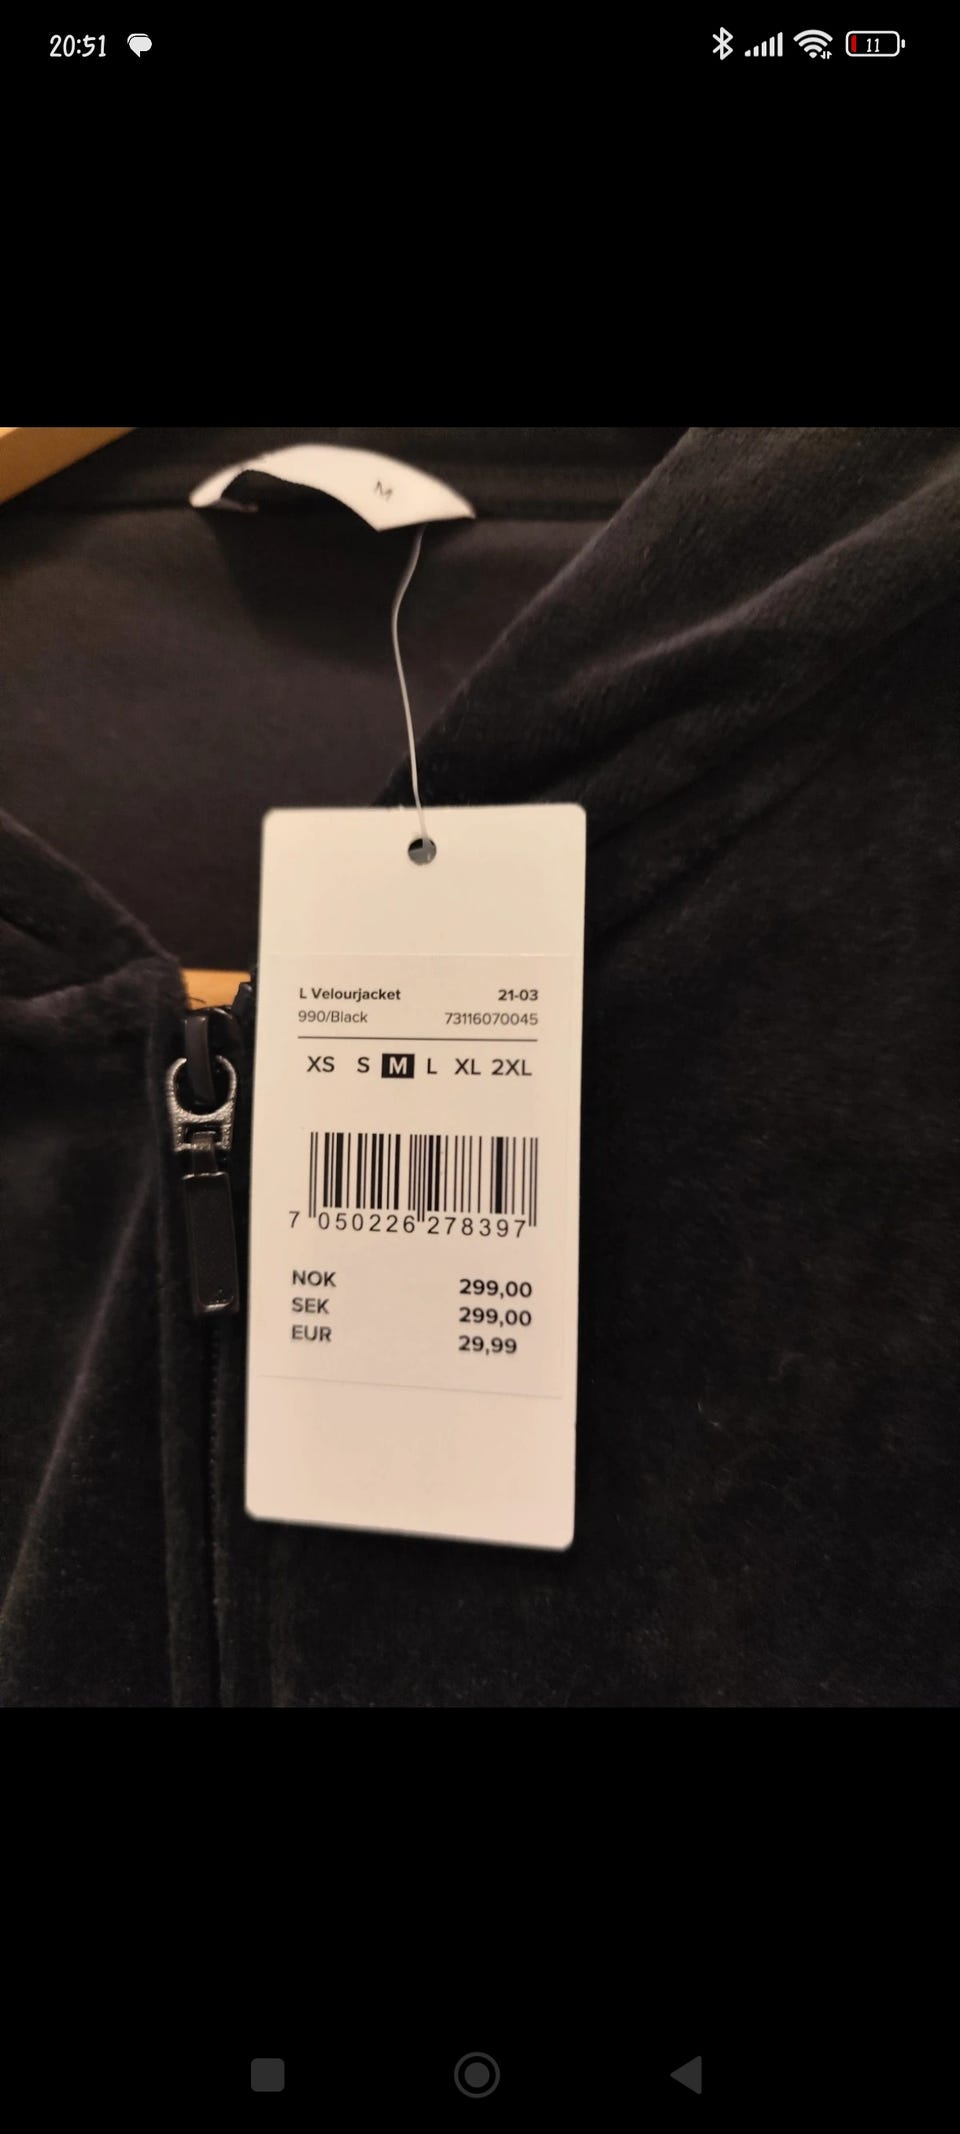 20:51
11
M
L Velourjacket 21-03
990/Black 73116070045
XS S M L XL 2XL
7 050226 278397
NOK 299,00
SEK 299,00
EUR 29,99